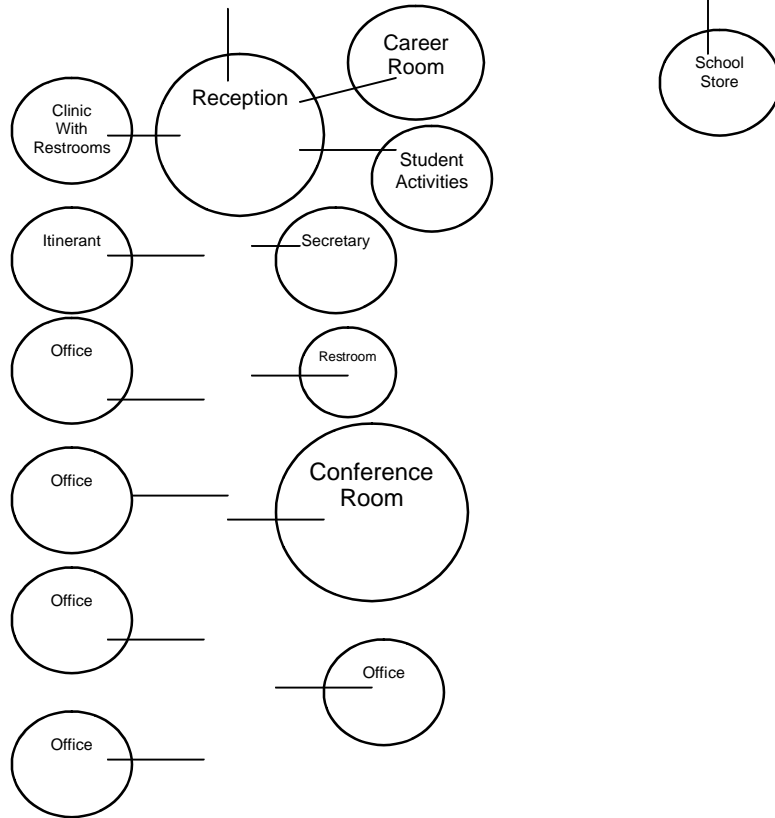 Career
Room
School
Store
Reception
Clinic
With
Restrooms
Student
Activities
Itinerant
Secretary
Office
Restroom
Conference
Room
Office
Office
Office
Office